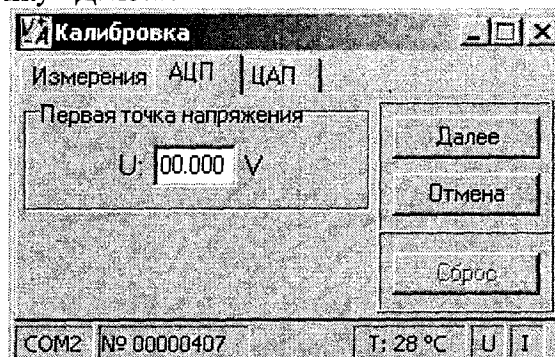 Калибровка
Измерения АЦП ЦАП
Первая точка напряжения
U: 00.000 V
Далее
Отмена
Сброс
COM2 № 00000407 T: 28 °C U I